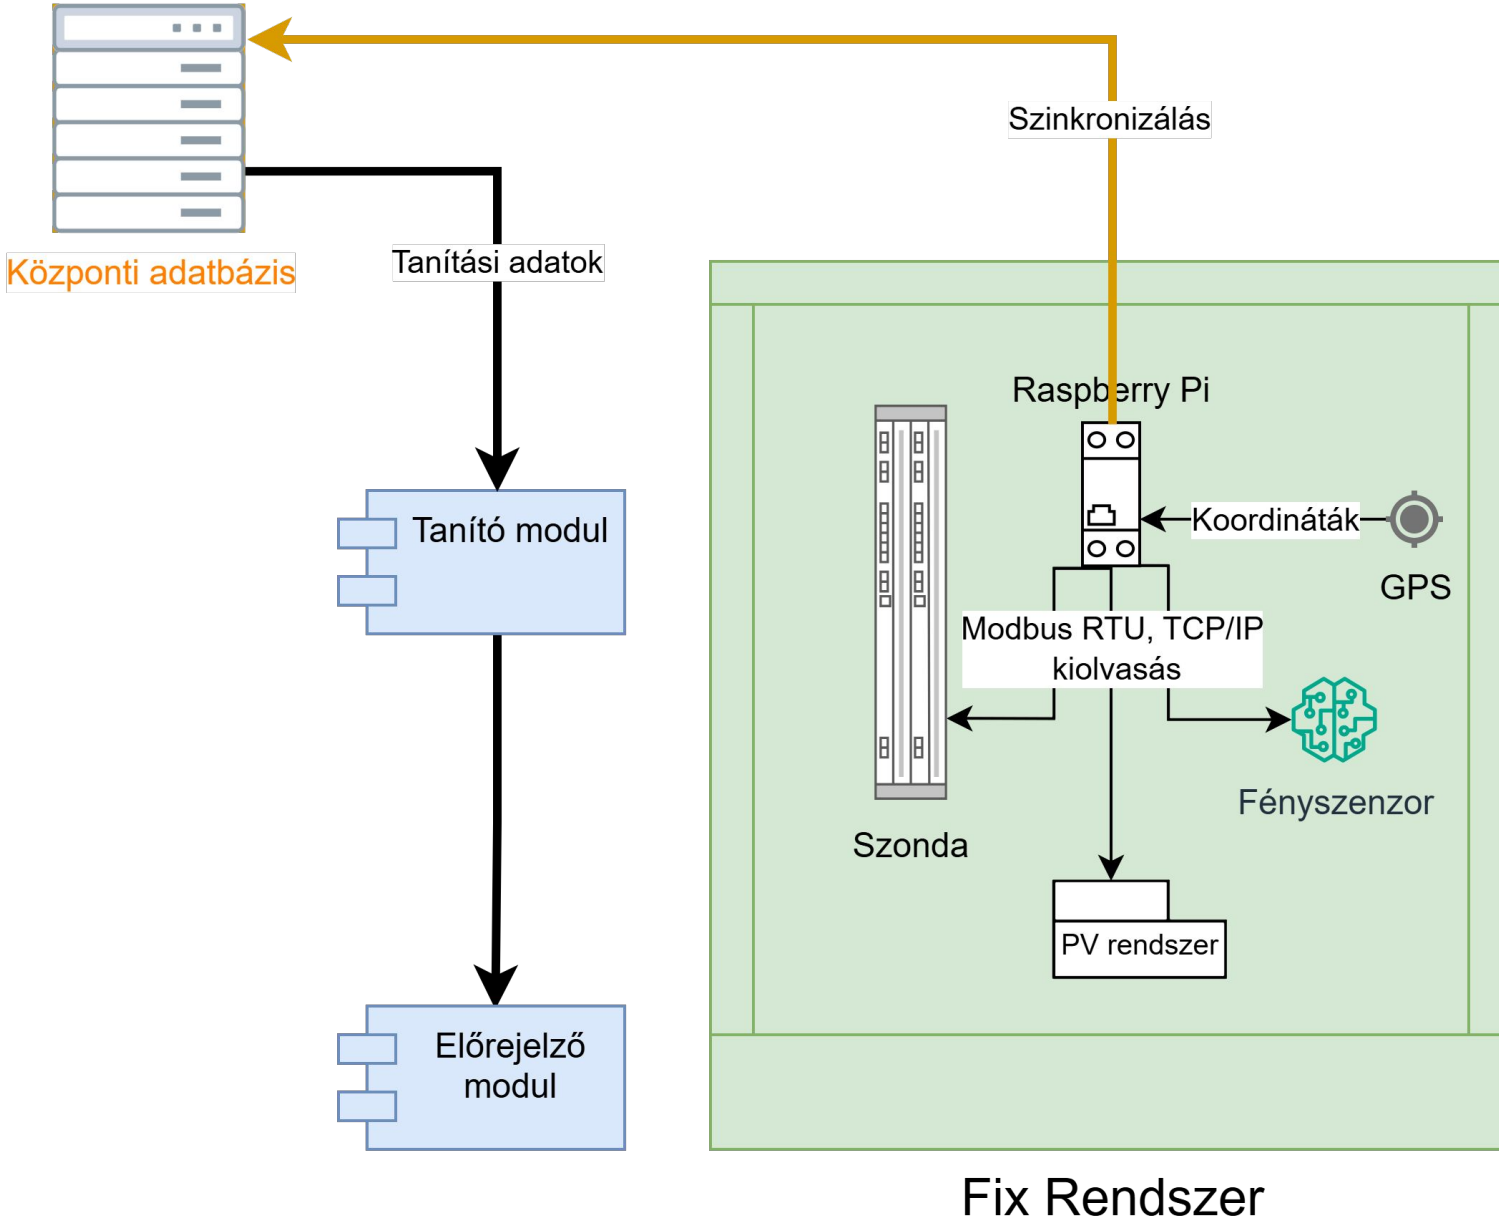 Szinkronizálás
Tanítási adatok
Központi adatbázis
Raspberry Pi
Tanító modul
Koordináták
GPS
Modbus RTU, TCP/IP
kiolvasás
Fényszenzor
Szonda
PV rendszer
Előrejelző
modul
Fix Rendszer